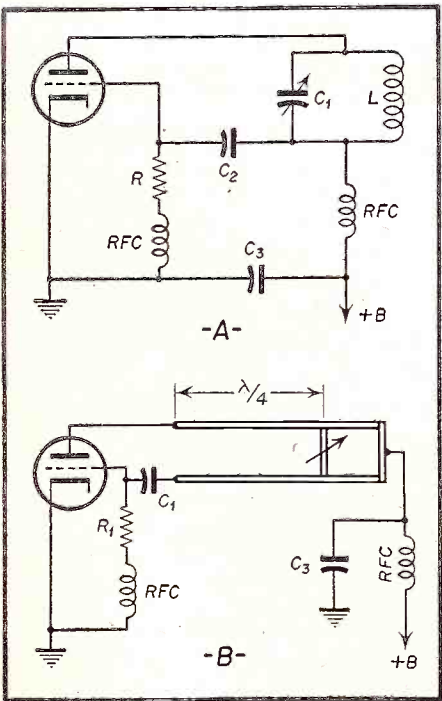 C₁
L
C₂
R
RFC
RFC
C₃
+B
-A-
λ/4
C₁
R₁
RFC
C₃
RFC
+B
-B-